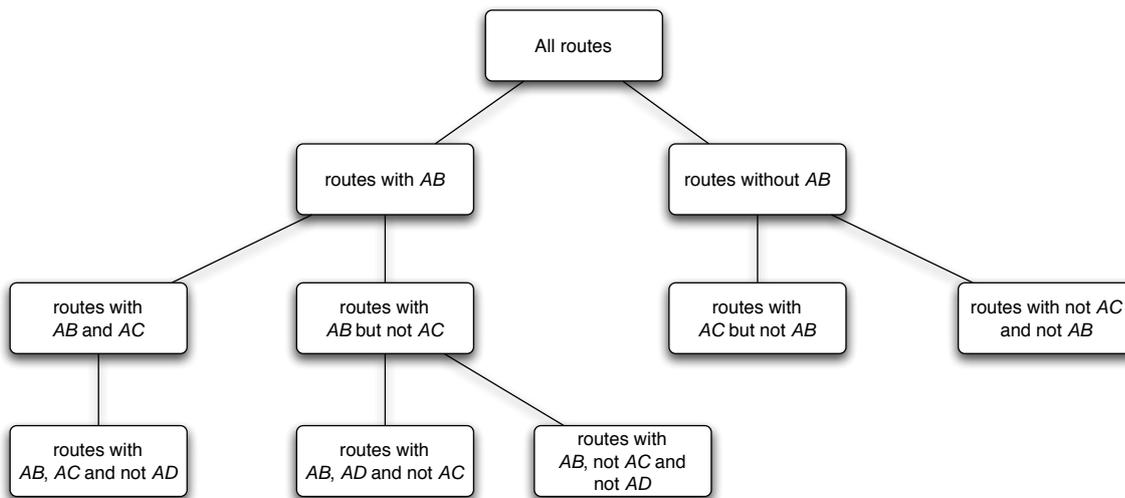 All routes
routes with AB
routes without AB
routes with
AB and AC
routes with
AB but not AC
routes with
AC but not AB
routes with not AC
and not AB
routes with
AB, AC and not AD
routes with
AB, AD and not AC
routes with
AB, not AC and
not AD